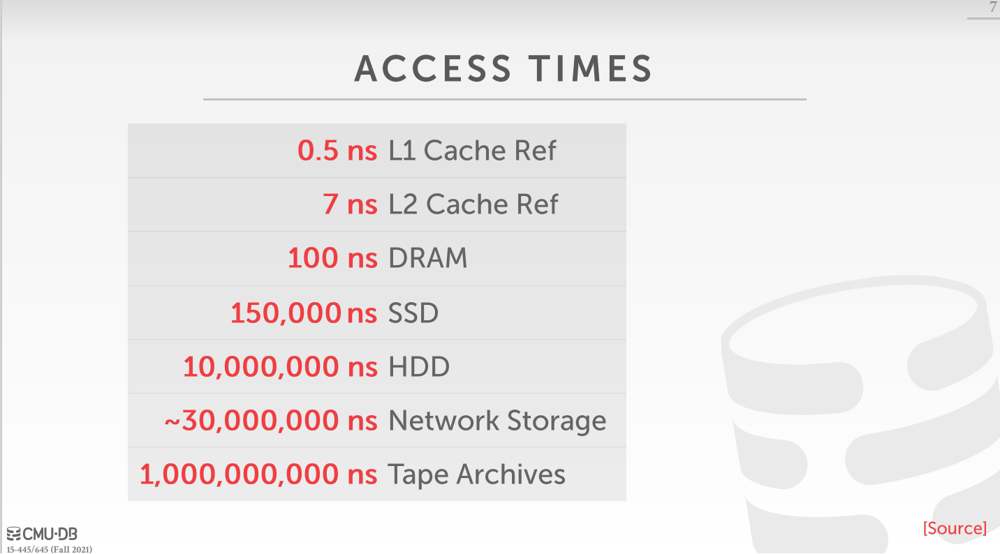 7
ACCESS TIMES
0.5 ns L1 Cache Ref
7 ns L2 Cache Ref
100 ns DRAM
150,000 ns SSD
10,000,000 ns HDD
~30,000,000 ns Network Storage
1,000,000,000 ns Tape Archives
[Source]
CMU·DB
15-445/645 (Fall 2021)